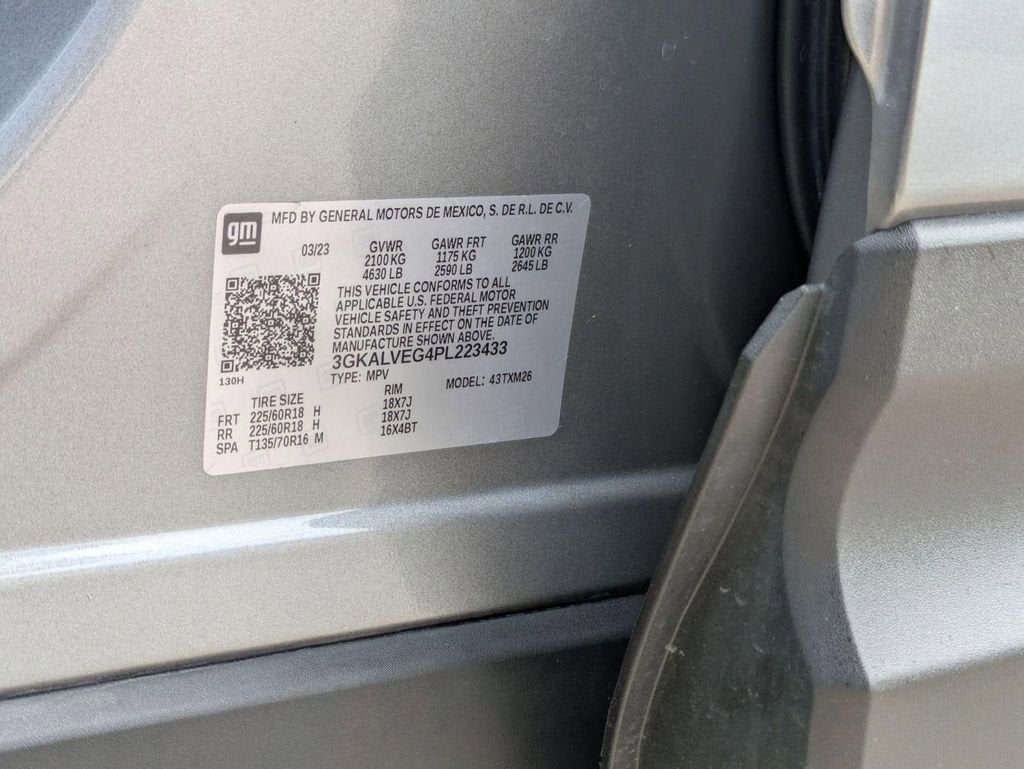 gm
MFD BY GENERAL MOTORS DE MEXICO, S. DE R.L. DE C.V.
03/23 GVWR GAWR FRT GAWR RR
2100 KG 1175 KG 1200 KG
4630 LB 2590 LB 2645 LB
THIS VEHICLE CONFORMS TO ALL
APPLICABLE U.S. FEDERAL MOTOR
VEHICLE SAFETY AND THEFT PREVENTION
STANDARDS IN EFFECT ON THE DATE OF
MANUFACTURE SHOWN ABOVE.
3GKALVEG4PL223433
130H
TYPE: MPV MODEL: 43TXM26
TIRE SIZE RIM
FRT 225/60R18 H 18X7J
RR 225/60R18 H 18X7J
SPA T135/70R16 M 16X4BT